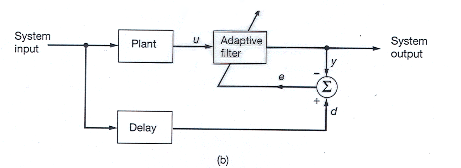 System
input
Plant
u
Adaptive
filter
System
output
y
e
−
Σ
+
d
Delay
(b)